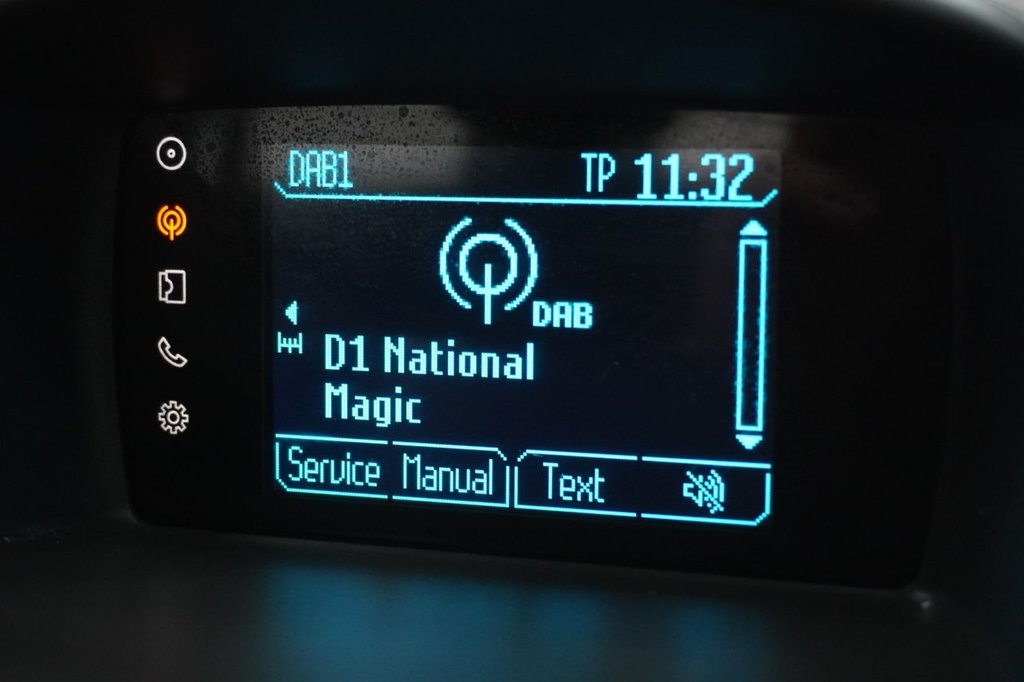 DAB1 TP 11:32
DAB
D1 National
Magic
Service Manual Text